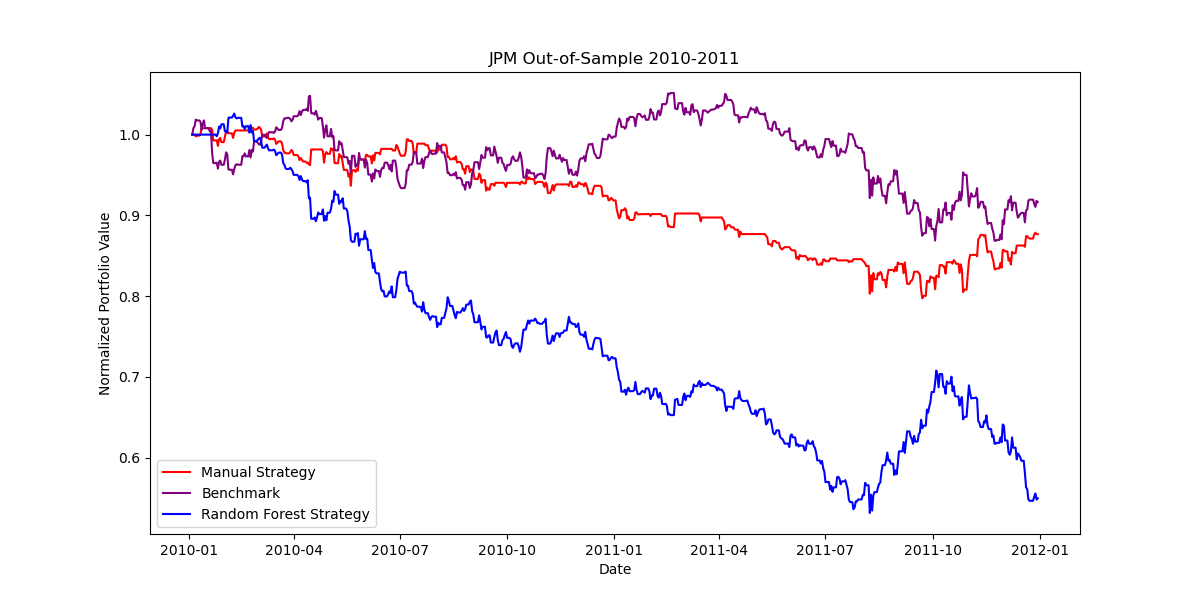 JPM Out-of-Sample 2010-2011
Normalized Portfolio Value
1.0
0.9
0.8
0.7
0.6
Manual Strategy
Benchmark
Random Forest Strategy
2010-01 2010-04 2010-07 2010-10 2011-01 2011-04 2011-07 2011-10 2012-01
Date